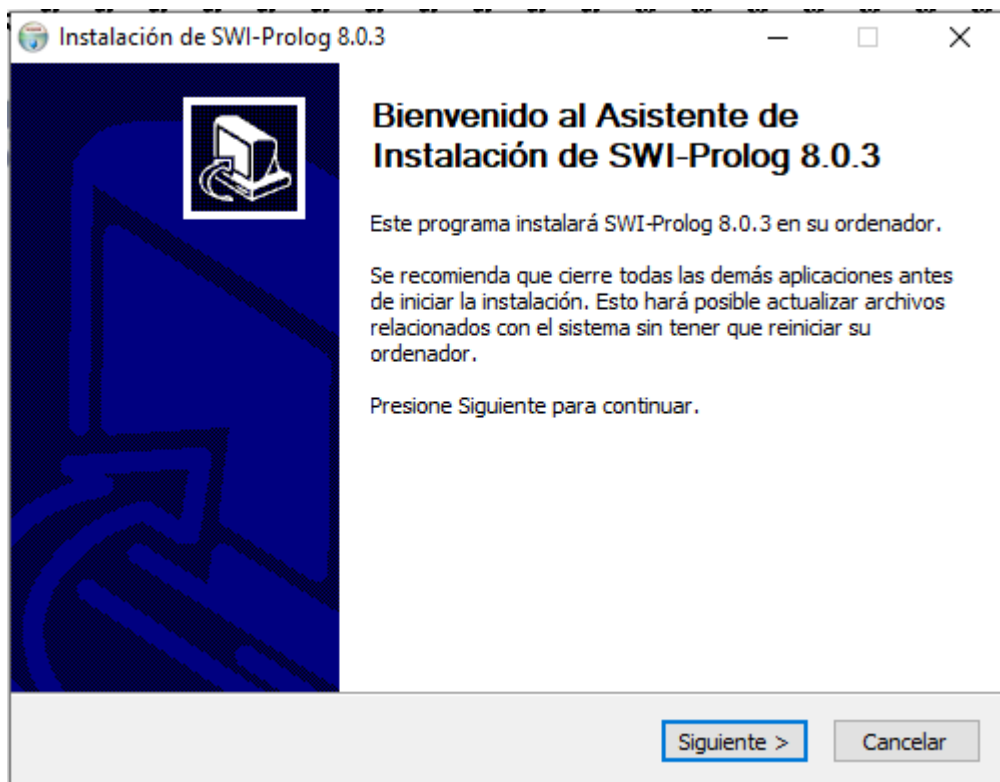 Instalación de SWI-Prolog 8.0.3
Bienvenido al Asistente de
Instalación de SWI-Prolog 8.0.3
Este programa instalará SWI-Prolog 8.0.3 en su ordenador.
Se recomienda que cierre todas las demás aplicaciones antes
de iniciar la instalación. Esto hará posible actualizar archivos
relacionados con el sistema sin tener que reiniciar su
ordenador.
Presione Siguiente para continuar.
Siguiente >
Cancelar